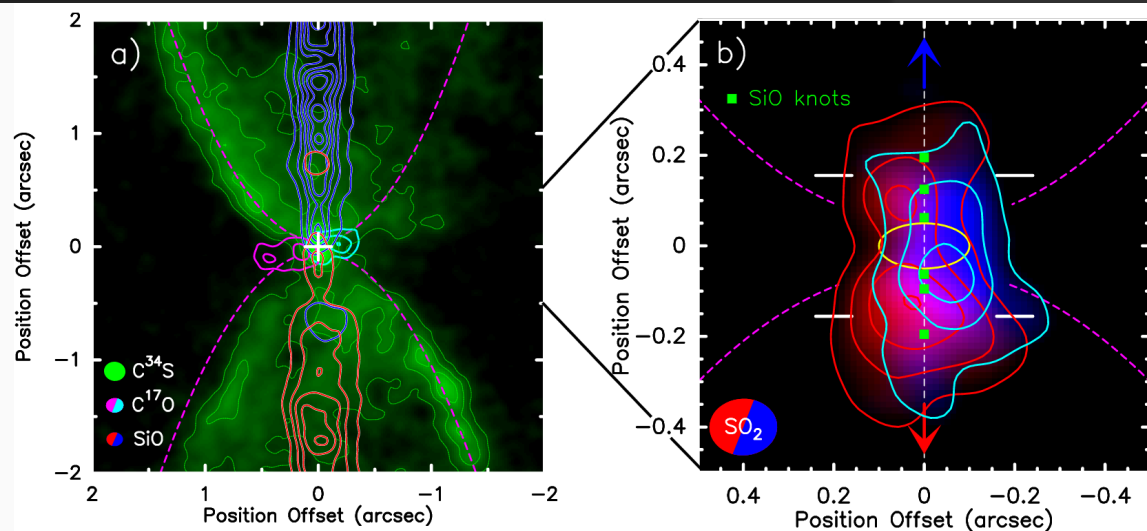 a)
Position Offset (arcsec)
2
1
0
−1
−2
C³⁴S
C¹⁷O
SiO
2
1
0
−1
−2
Position Offset (arcsec)
b)
SiO knots
Position Offset (arcsec)
0.4
0.2
0
−0.2
−0.4
SO₂
0.4
0.2
0
−0.2
−0.4
Position Offset (arcsec)